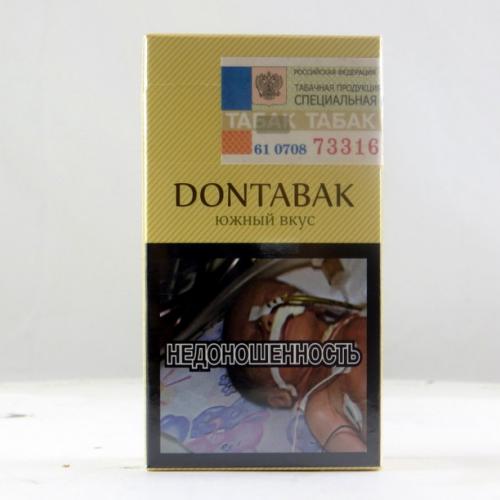 РОССИЙСКАЯ ФЕДЕРАЦИЯ
ТАБАЧНАЯ ПРОДУКЦИЯ
СПЕЦИАЛЬНАЯ
ТАБАК ТАБАК
61 0708 73316
DONTABAK
южный вкус
НЕДОНОШЕННОСТЬ